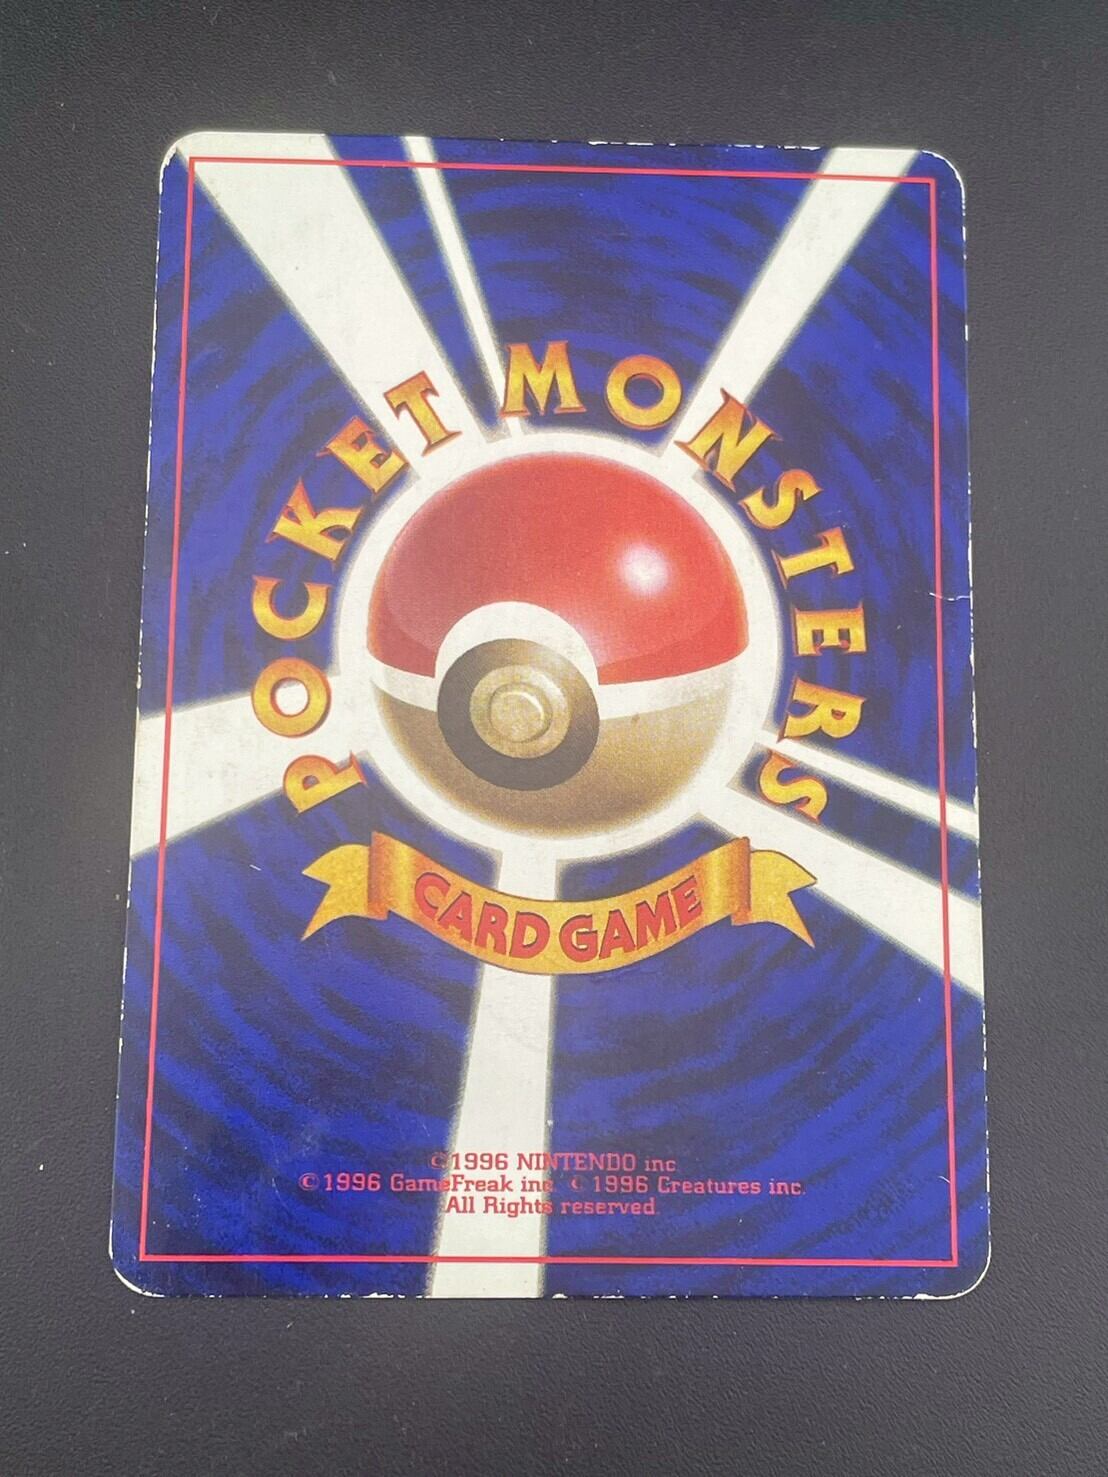 POCKET MONSTERS
CARD GAME
©1996 NINTENDO inc
©1996 GameFreak inc. ©1996 Creatures inc.
All Rights reserved.